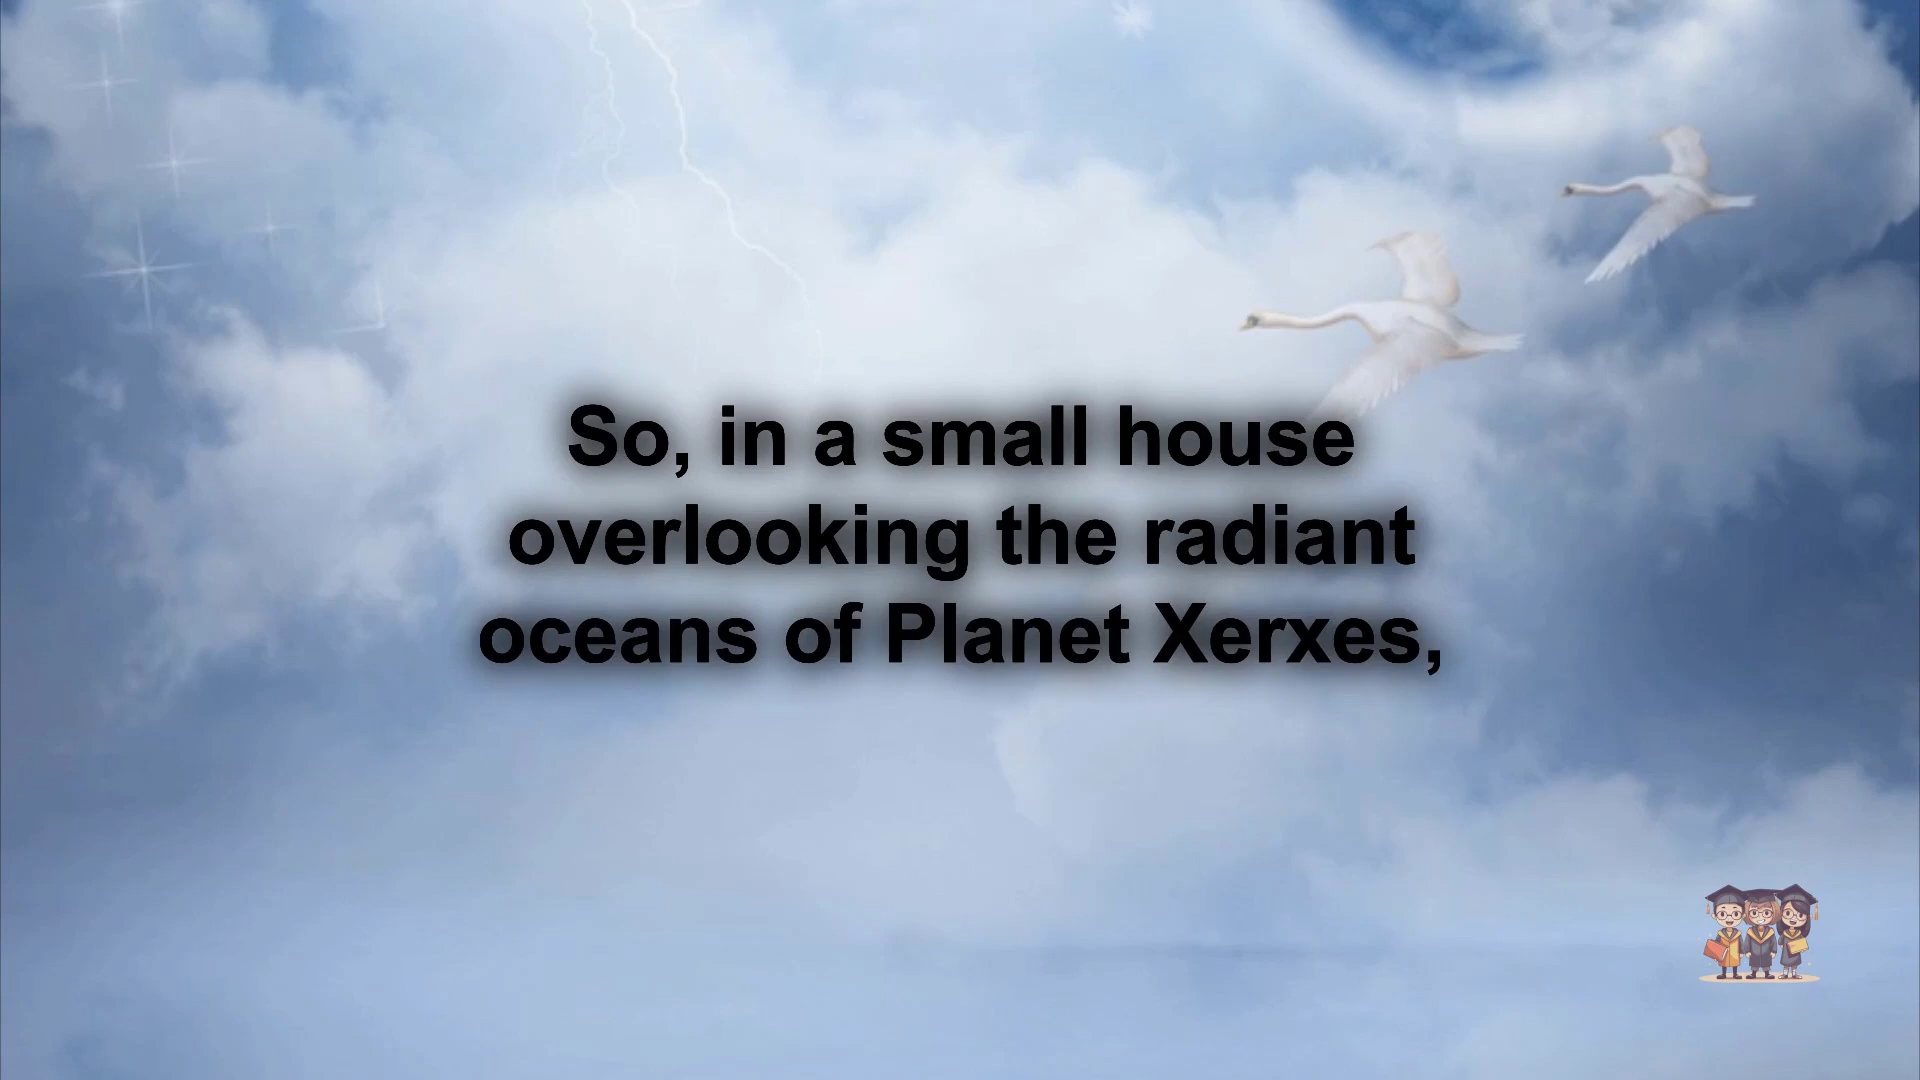 So, in a small house
overlooking the radiant
oceans of Planet Xerxes,